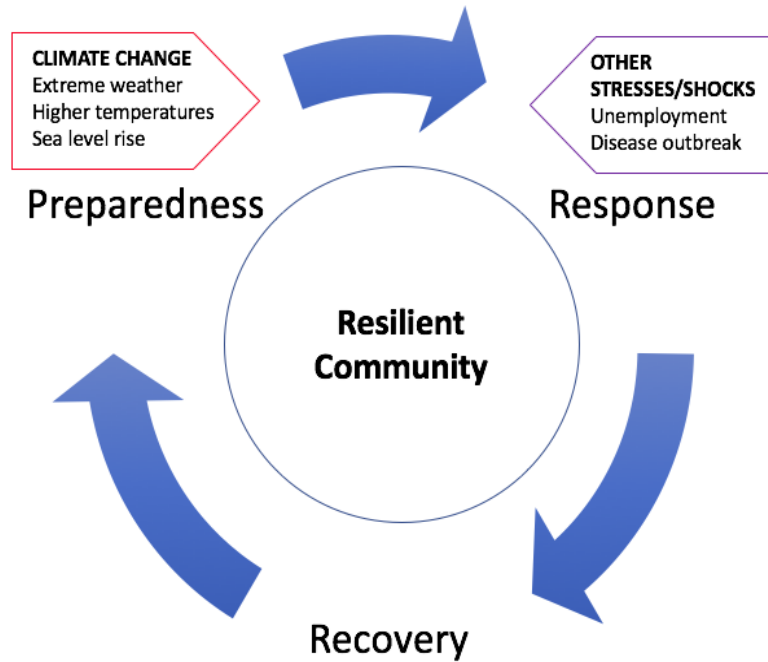 CLIMATE CHANGE
Extreme weather
Higher temperatures
Sea level rise
OTHER
STRESSES/SHOCKS
Unemployment
Disease outbreak
Preparedness
Response
Resilient
Community
Recovery